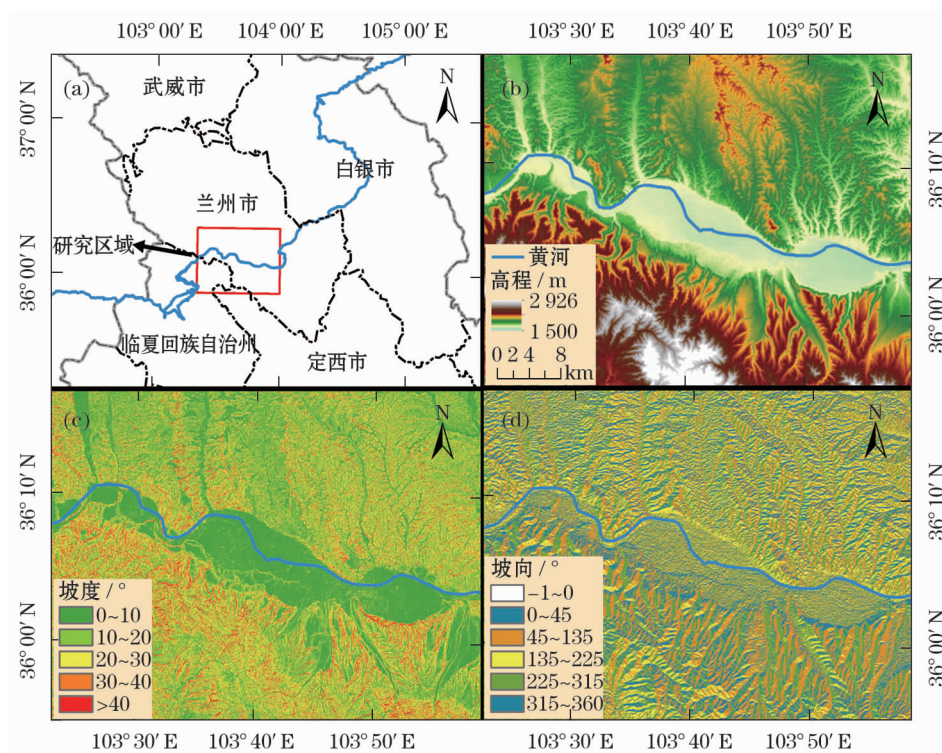 103° 00′ E 104° 00′ E 105° 00′ E
103° 30′ E 103° 40′ E 103° 50′ E
(a)
N
武威市
37° 00′ N
白银市
兰州市
研究区域
36° 00′ N
临夏回族自治州
定西市
(b)
N
36° 10′ N
黄河
高程 / m
2 926
1 500
0 2 4 8
km
36° 00′ N
(c)
N
36° 10′ N
坡度 / °
0~10
10~20
20~30
30~40
>40
36° 00′ N
(d)
N
36° 10′ N
坡向 / °
−1~0
0~45
45~135
135~225
225~315
315~360
36° 00′ N
103° 30′ E 103° 40′ E 103° 50′ E
103° 30′ E 103° 40′ E 103° 50′ E